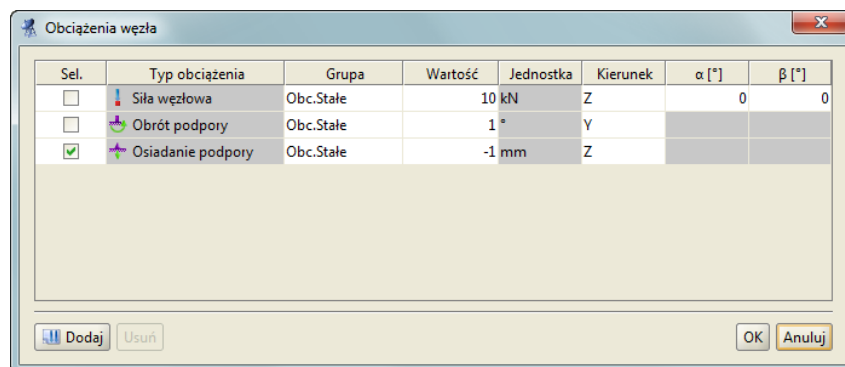 Obciążenia węzła
Sel. Typ obciążenia Grupa Wartość Jednostka Kierunek α [°] β [°]
Siła węzłowa Obc.Stałe 10 kN Z 0 0
Obrót podpory Obc.Stałe 1 ° Y
Osiadanie podpory Obc.Stałe -1 mm Z
Dodaj Usuń OK Anuluj